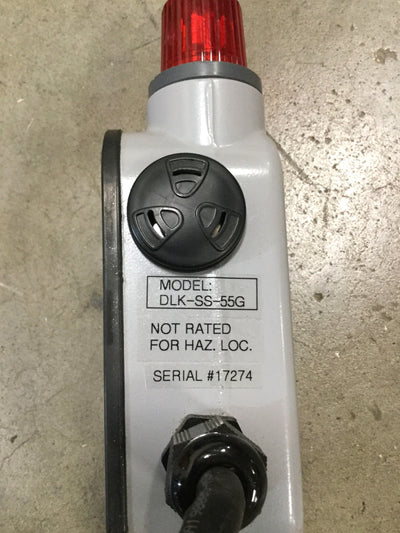 MODEL:
DLK-SS-55G
NOT RATED
FOR HAZ. LOC.
SERIAL #17274